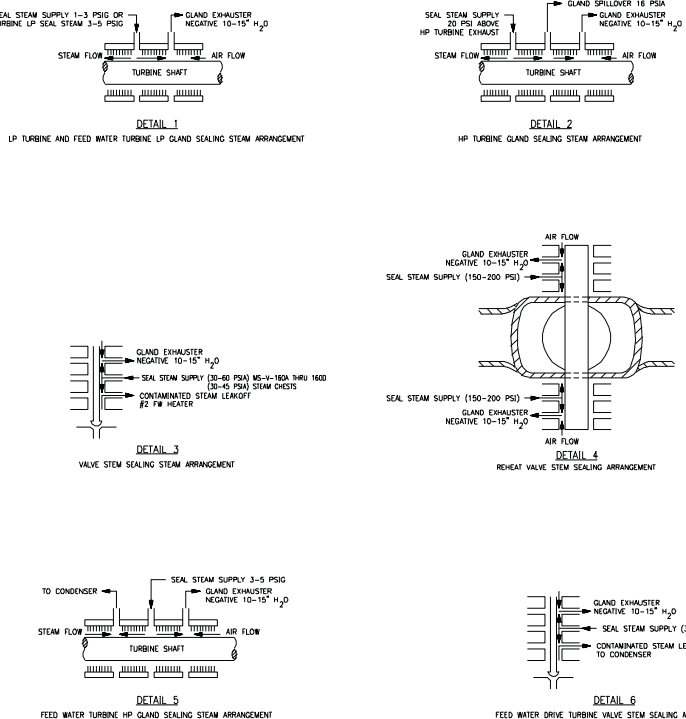 SEAL STEAM SUPPLY 1-3 PSIG OR
TURBINE LP SEAL STEAM 3-5 PSIG
GLAND EXHAUSTER
NEGATIVE 10-15" H2O
STEAM FLOW
AIR FLOW
TURBINE SHAFT
DETAIL 1
LP TURBINE AND FEED WATER TURBINE LP GLAND SEALING STEAM ARRANGEMENT
GLAND SPILLOVER 16 PSIA
SEAL STEAM SUPPLY
20 PSI ABOVE
HP TURBINE EXHAUST
GLAND EXHAUSTER
NEGATIVE 10-15" H2O
STEAM FLOW
AIR FLOW
TURBINE SHAFT
DETAIL 2
HP TURBINE GLAND SEALING STEAM ARRANGEMENT
GLAND EXHAUSTER
NEGATIVE 10-15" H2O
SEAL STEAM SUPPLY (30-60 PSIA) MS-V-160A THRU 160D
(30-45 PSIA) STEAM CHESTS
CONTAMINATED STEAM LEAKOFF
#2 FW HEATER
DETAIL 3
VALVE STEM SEALING STEAM ARRANGEMENT
AIR FLOW
GLAND EXHAUSTER
NEGATIVE 10-15" H2O
SEAL STEAM SUPPLY (150-200 PSI)
SEAL STEAM SUPPLY (150-200 PSI)
GLAND EXHAUSTER
NEGATIVE 10-15" H2O
AIR FLOW
DETAIL 4
REHEAT VALVE STEM SEALING ARRANGEMENT
SEAL STEAM SUPPLY 3-5 PSIG
TO CONDENSER
GLAND EXHAUSTER
NEGATIVE 10-15" H2O
STEAM FLOW
AIR FLOW
TURBINE SHAFT
DETAIL 5
FEED WATER TURBINE HP GLAND SEALING STEAM ARRANGEMENT
GLAND EXHAUSTER
NEGATIVE 10-15" H2O
SEAL STEAM SUPPLY (3
CONTAMINATED STEAM LE
TO CONDENSER
DETAIL 6
FEED WATER DRIVE TURBINE VALVE STEM SEALING A